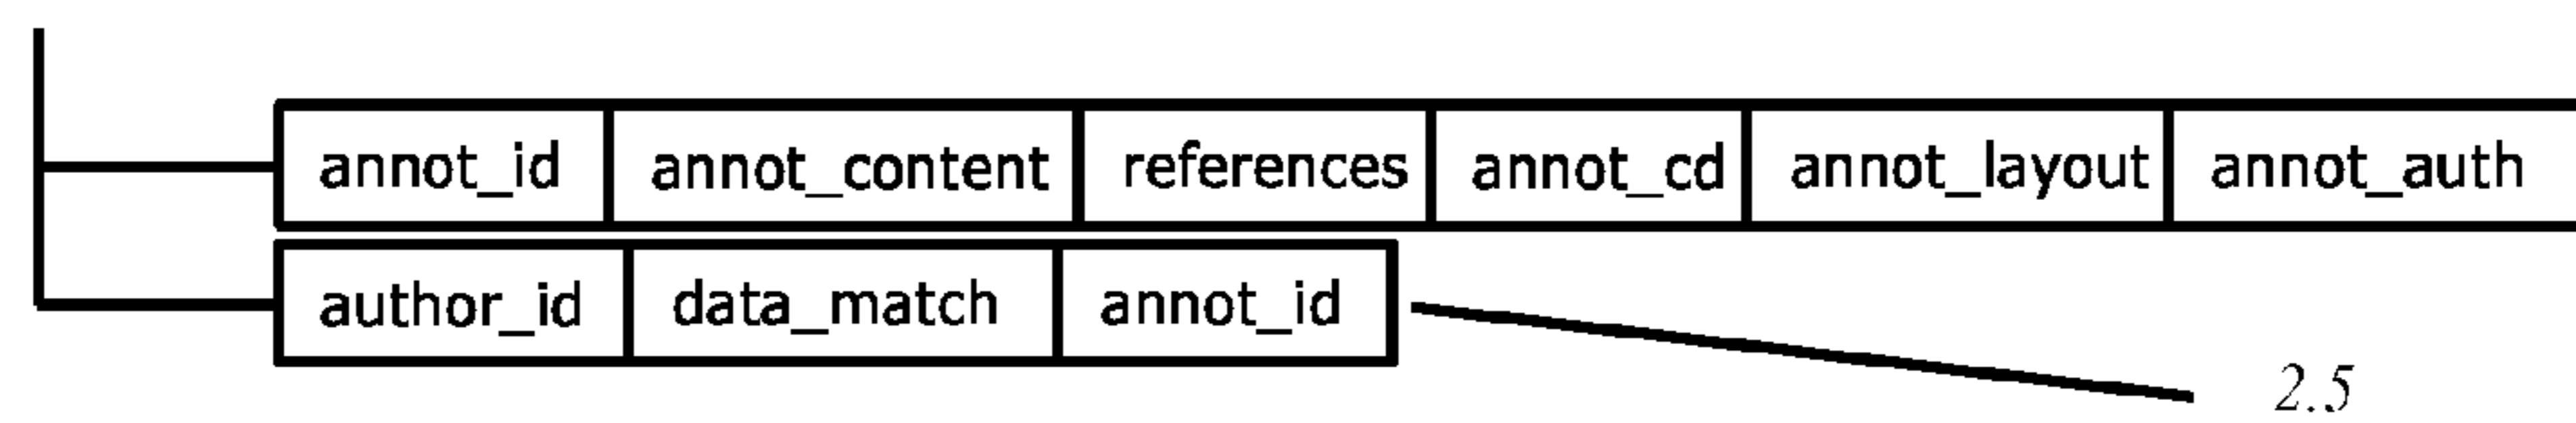 annot_id annot_content references annot_cd annot_layout annot_auth
author_id data_match annot_id
2.5